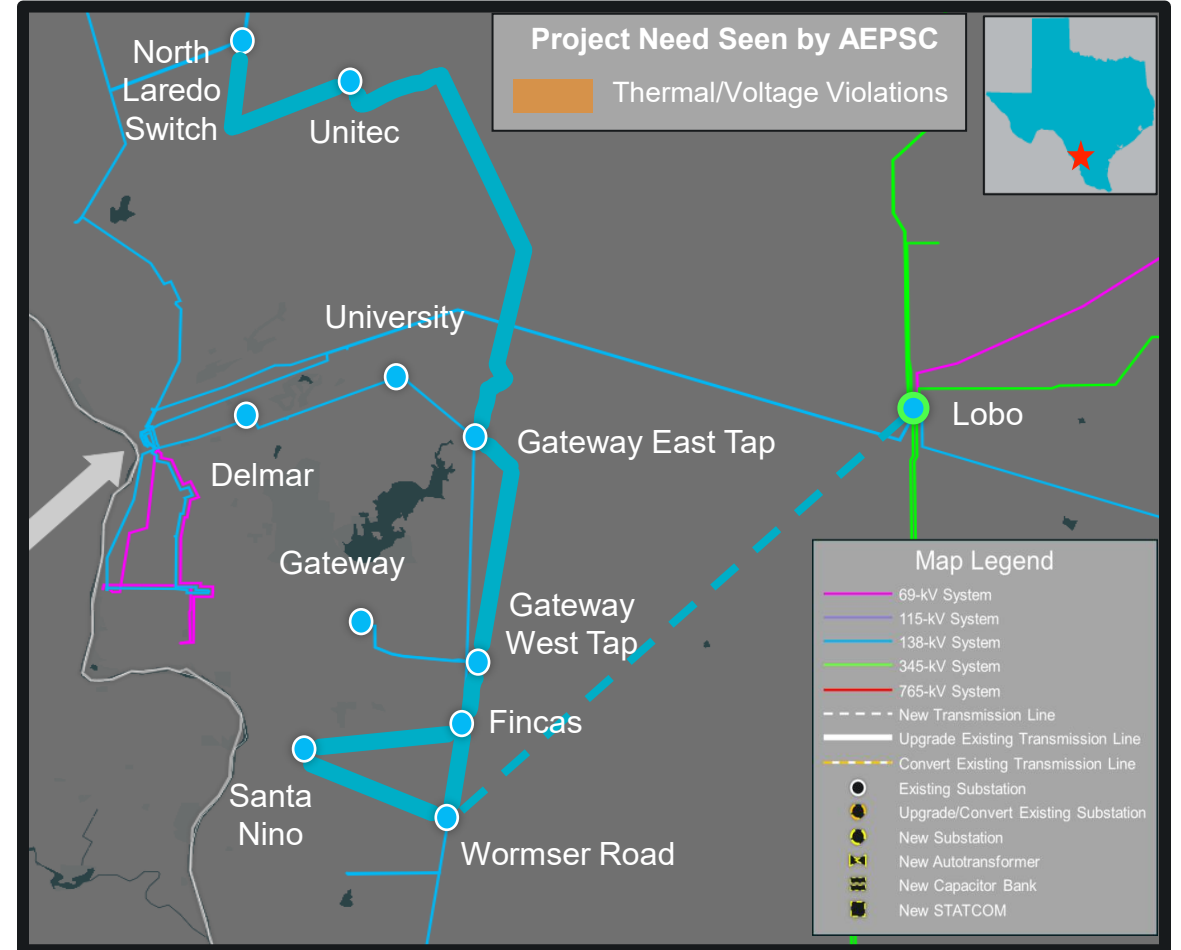 Project Need Seen by AEPSC
Thermal/Voltage Violations
North
Laredo
Switch
Unitec
University
Lobo
Gateway East Tap
Delmar
Gateway
Gateway
West Tap
Fincas
Santa
Nino
Wormser Road
Map Legend
69-kV System
115-kV System
138-kV System
345-kV System
765-kV System
New Transmission Line
Upgrade Existing Transmission Line
Convert Existing Transmission Line
Existing Substation
Upgrade/Convert Existing Substation
New Substation
New Autotransformer
New Capacitor Bank
New STATCOM